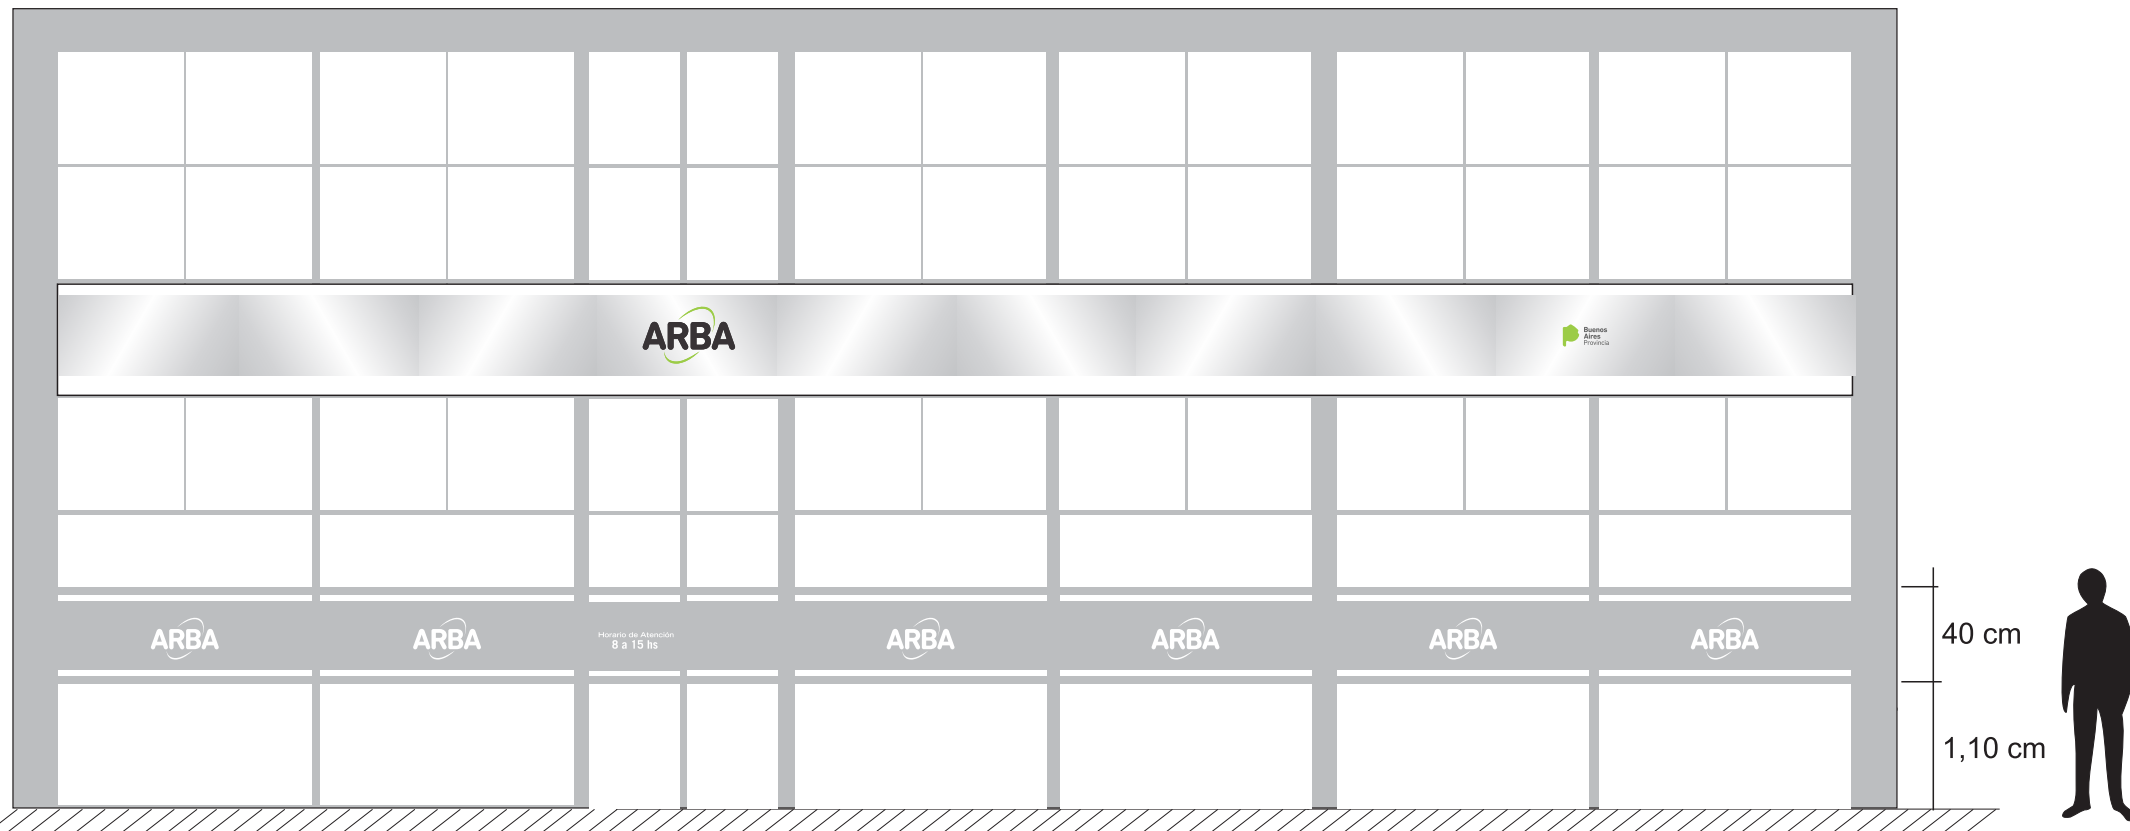 ARBA
Buenos
Aires
Provincia
ARBA
ARBA
Horario de Atención
8 a 15 hs
ARBA
ARBA
ARBA
ARBA
40 cm
1,10 cm